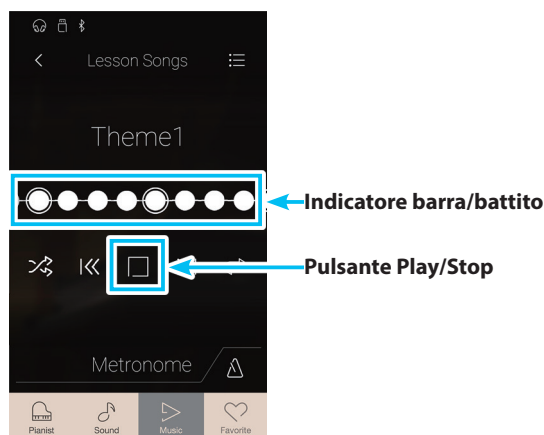 Lesson Songs
Theme1
Indicatore barra/battito
Pulsante Play/Stop
Metronome
Pianist Sound Music Favorite